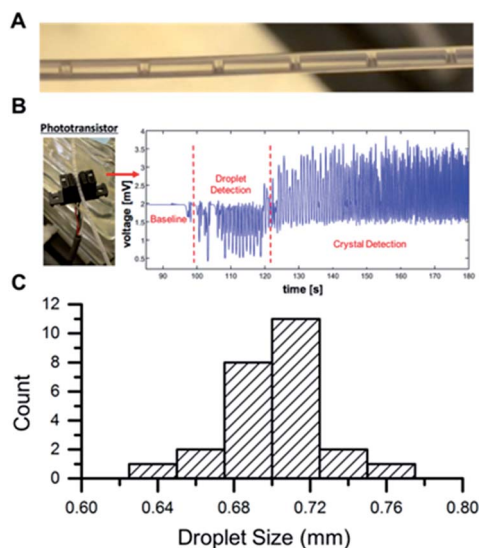 A
B
Phototransistor
voltage [mV]
4
3.5
3
2.5
2
1.5
1
0.5
Baseline
Droplet
Detection
Crystal Detection
90 100 110 120 130 140 150 160 170 180
time [s]
C
Count
12
10
8
6
4
2
0
0.60 0.64 0.68 0.72 0.76 0.80
Droplet Size (mm)